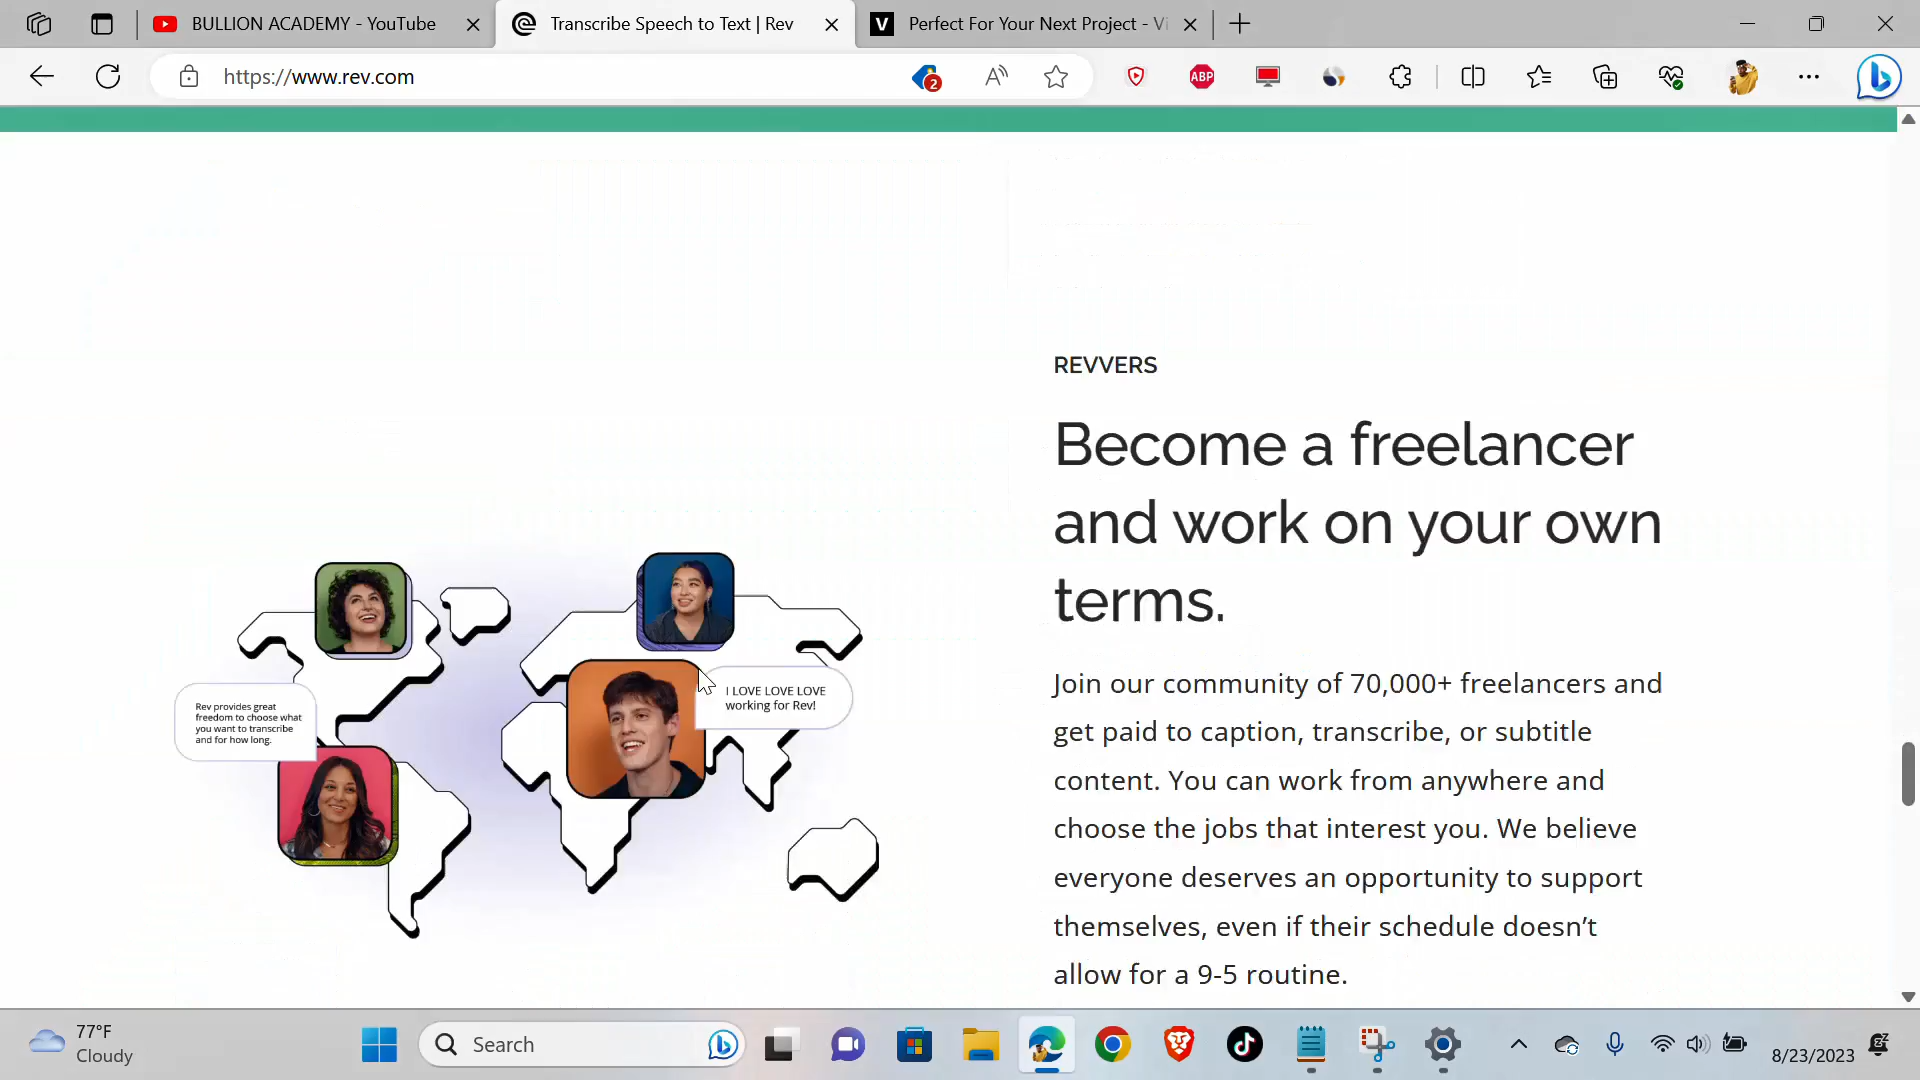 BULLION ACADEMY - YouTube
Transcribe Speech to Text | Rev
Perfect For Your Next Project - Vi
https://www.rev.com
2
ABP
REVVERS
Become a freelancer
and work on your own
terms.
Join our community of 70,000+ freelancers and
get paid to caption, transcribe, or subtitle
content. You can work from anywhere and
choose the jobs that interest you. We believe
everyone deserves an opportunity to support
themselves, even if their schedule doesn’t
allow for a 9-5 routine.
I LOVE LOVE LOVE
working for Rev!
Rev provides great
freedom to choose what
you want to transcribe
and for how long.
77°F
Cloudy
Search
8/23/2023